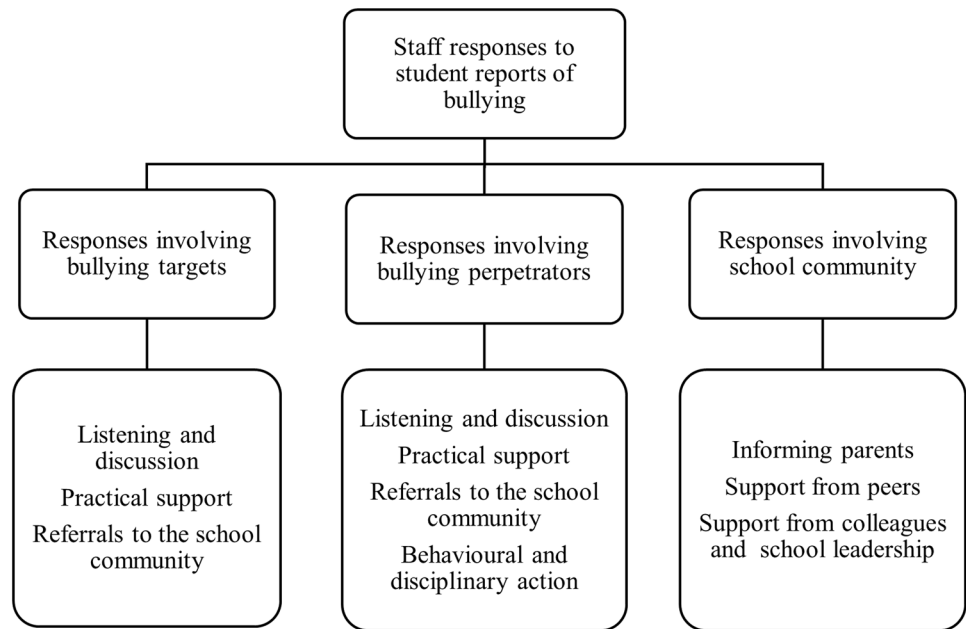 Staff responses to
student reports of
bullying
Responses involving
bullying targets
Responses involving
bullying perpetrators
Responses involving
school community
Listening and
discussion
Practical support
Referrals to the school
community
Listening and discussion
Practical support
Referrals to the school
community
Behavioural and
disciplinary action
Informing parents
Support from peers
Support from colleagues
and school leadership